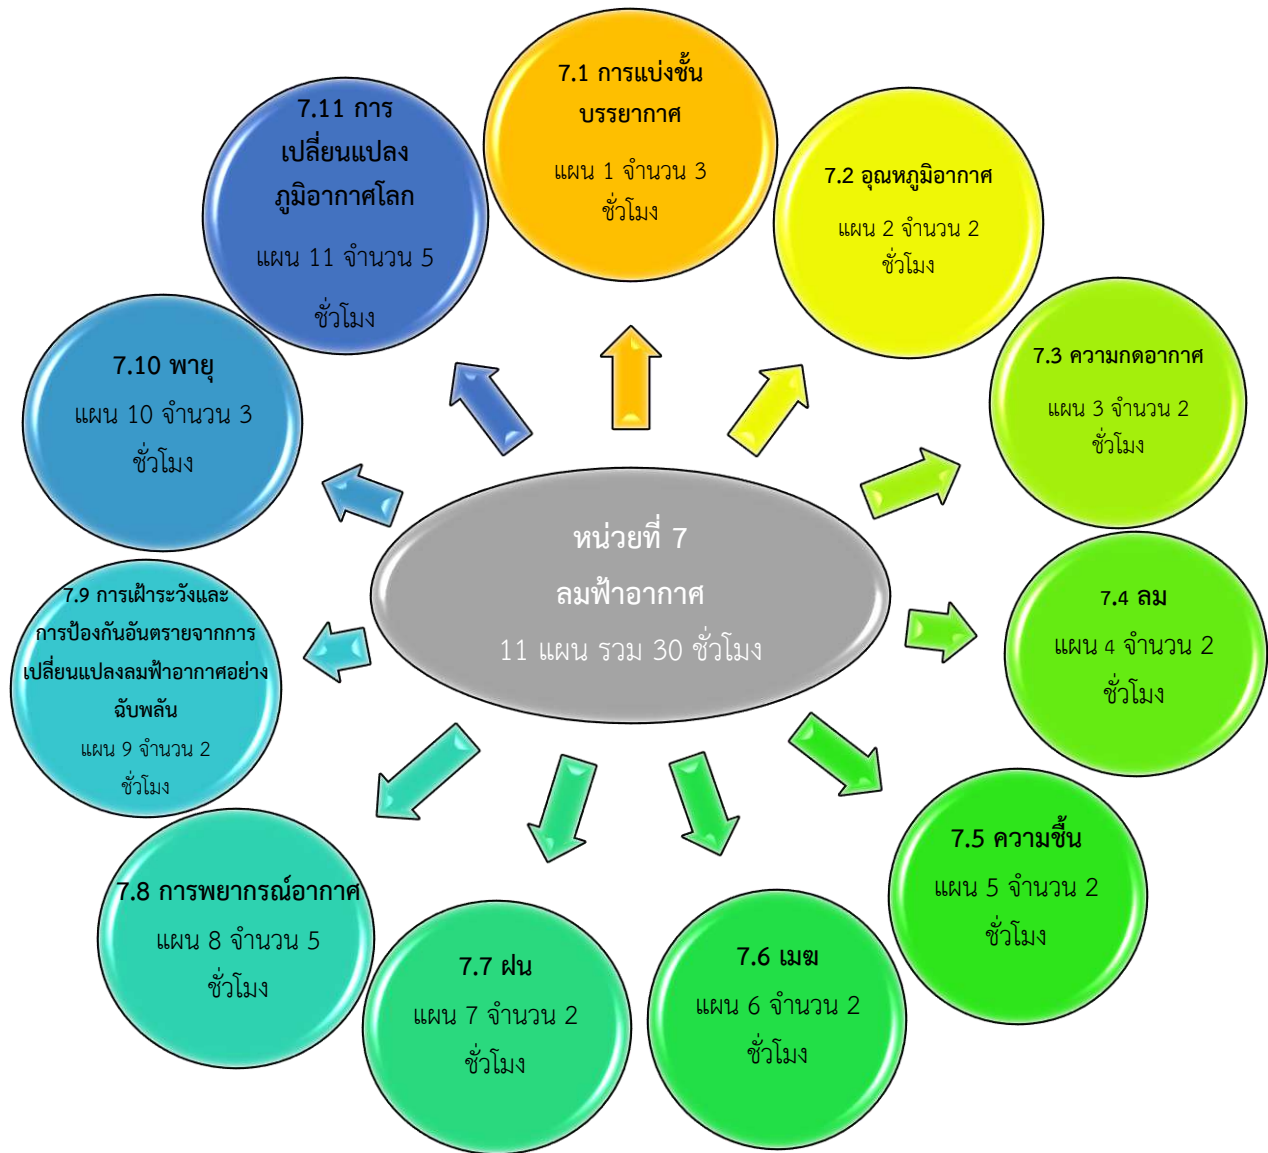 7.1 การแบ่งชั้น
บรรยากาศ
แผน 1 จำนวน 3
ชั่วโมง
7.2 อุณหภูมิอากาศ
แผน 2 จำนวน 2
ชั่วโมง
7.3 ความกดอากาศ
แผน 3 จำนวน 2
ชั่วโมง
7.4 ลม
แผน 4 จำนวน 2
ชั่วโมง
7.5 ความชื้น
แผน 5 จำนวน 2
ชั่วโมง
7.6 เมฆ
แผน 6 จำนวน 2
ชั่วโมง
7.7 ฝน
แผน 7 จำนวน 2
ชั่วโมง
7.8 การพยากรณ์อากาศ
แผน 8 จำนวน 5
ชั่วโมง
7.9 การเฝ้าระวังและ
การป้องกันอันตรายจากการ
เปลี่ยนแปลงลมฟ้าอากาศอย่าง
ฉับพลัน
แผน 9 จำนวน 2
ชั่วโมง
7.10 พายุ
แผน 10 จำนวน 3
ชั่วโมง
7.11 การ
เปลี่ยนแปลง
ภูมิอากาศโลก
แผน 11 จำนวน 5
ชั่วโมง
หน่วยที่ 7
ลมฟ้าอากาศ
11 แผน รวม 30 ชั่วโมง